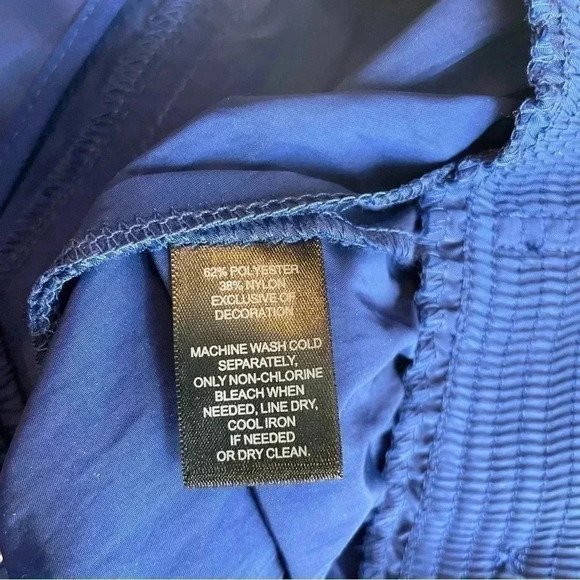 62% POLYESTER
38% NYLON
EXCLUSIVE OF
DECORATION
MACHINE WASH COLD
SEPARATELY,
ONLY NON-CHLORINE
BLEACH WHEN
NEEDED, LINE DRY,
COOL IRON
IF NEEDED
OR DRY CLEAN.